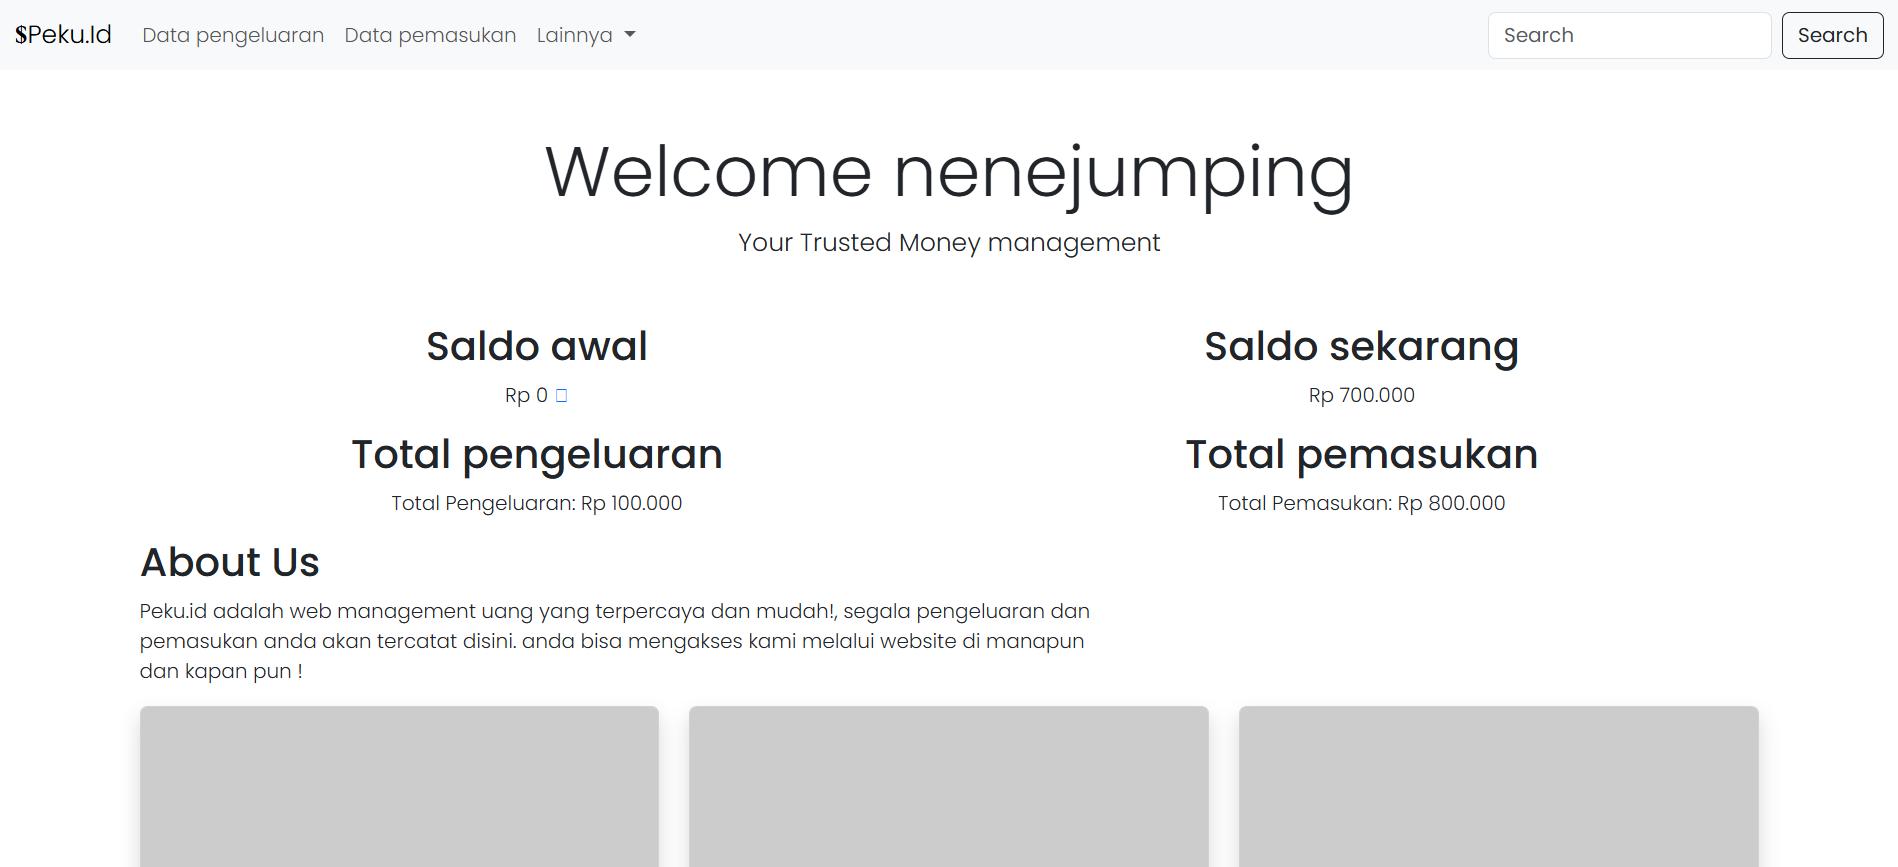 $Peku.Id Data pengeluaran Data pemasukan Lainnya Search Search
Welcome nenejumping
Your Trusted Money management
Saldo awal
Rp 0
Saldo sekarang
Rp 700.000
Total pengeluaran
Total Pengeluaran: Rp 100.000
Total pemasukan
Total Pemasukan: Rp 800.000
About Us
Peku.id adalah web management uang yang terpercaya dan mudah!, segala pengeluaran dan
pemasukan anda akan tercatat disini. anda bisa mengakses kami melalui website di manapun
dan kapan pun !